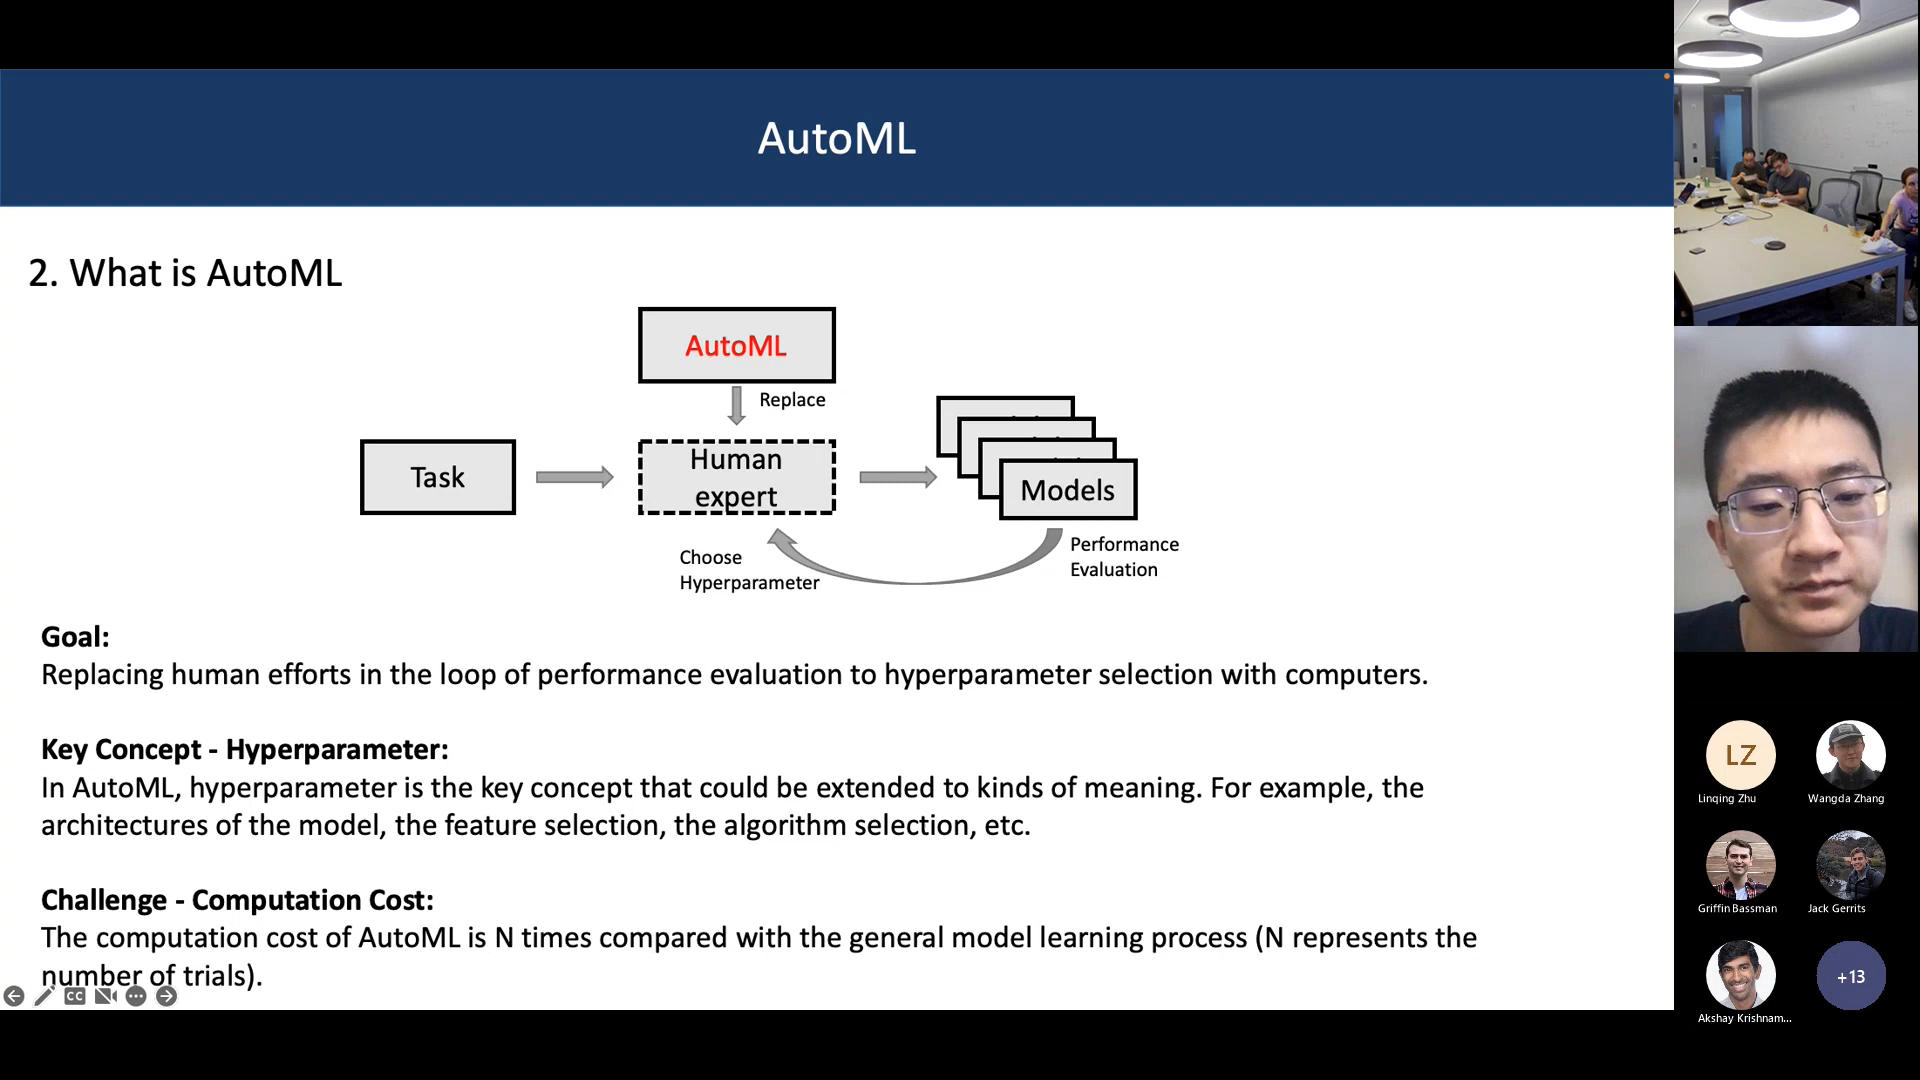 AutoML
2. What is AutoML
AutoML
Replace
Task
Human
expert
Models
Choose
Hyperparameter
Performance
Evaluation
Goal:
Replacing human efforts in the loop of performance evaluation to hyperparameter selection with computers.
Key Concept - Hyperparameter:
In AutoML, hyperparameter is the key concept that could be extended to kinds of meaning. For example, the
architectures of the model, the feature selection, the algorithm selection, etc.
Challenge - Computation Cost:
The computation cost of AutoML is N times compared with the general model learning process (N represents the
number of trials).
CC
LZ
Linqing Zhu
Wangda Zhang
Griffin Bassman
Jack Gerrits
Akshay Krishnam...
+13